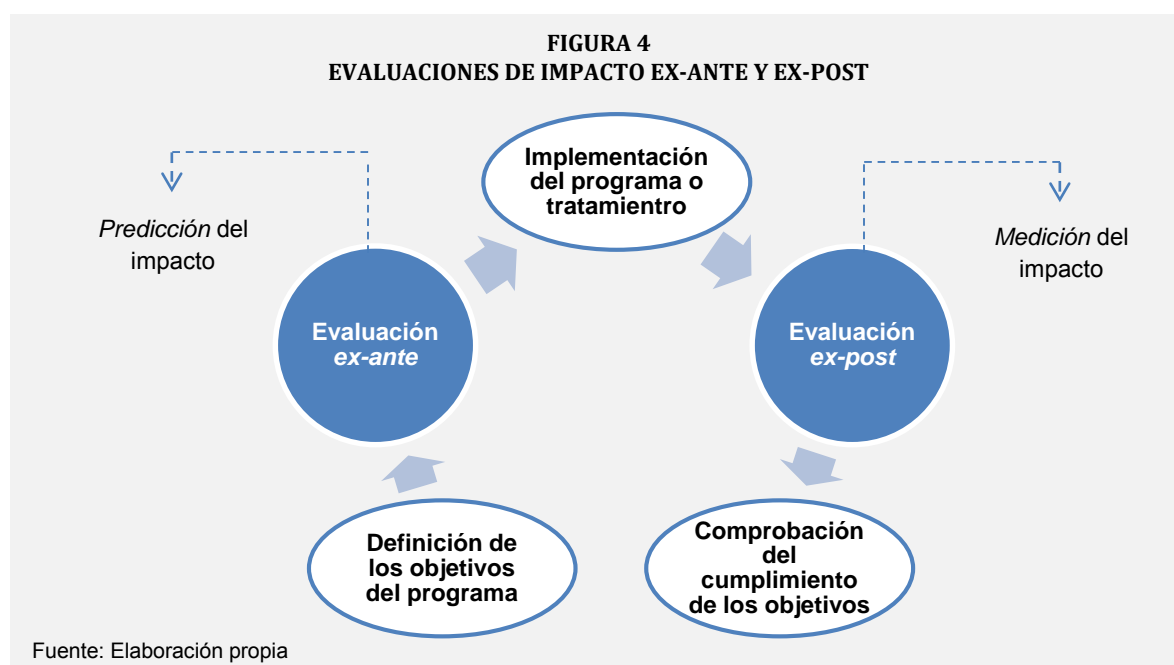 FIGURA 4
EVALUACIONES DE IMPACTO EX-ANTE Y EX-POST
Implementación
del programa o
tratamientro
Predicción del
impacto
Medición del
impacto
Evaluación
ex-ante
Evaluación
ex-post
Definición de
los objetivos
del programa
Comprobación
del
cumplimiento
de los objetivos
Fuente: Elaboración propia